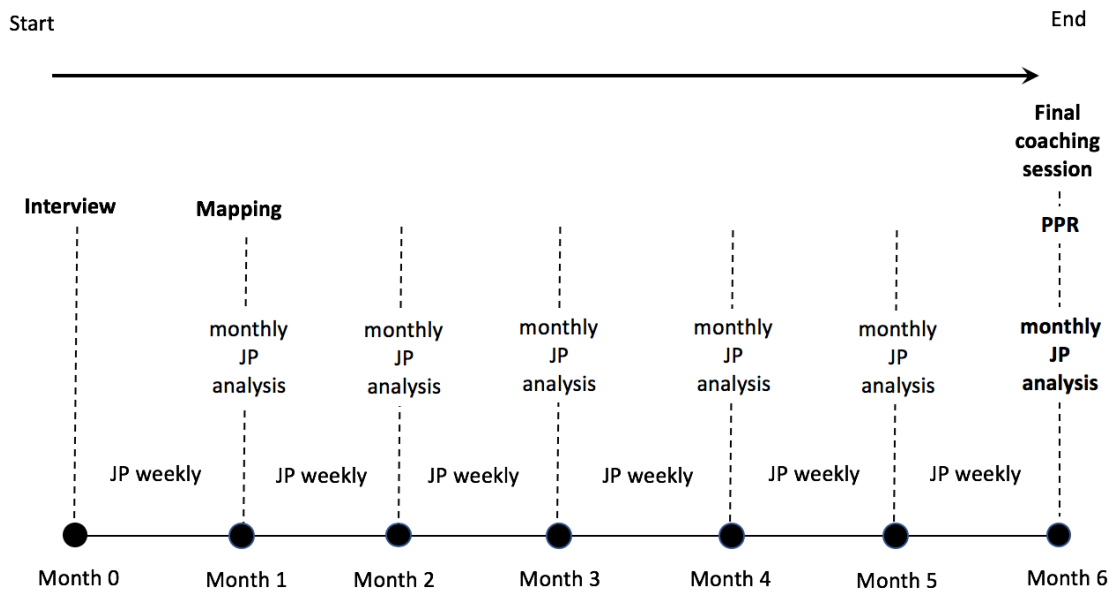 Start
End
Final
coaching
session
Interview
Mapping
PPR
monthly
JP
analysis
monthly
JP
analysis
monthly
JP
analysis
monthly
JP
analysis
monthly
JP
analysis
monthly
JP
analysis
JP weekly
JP weekly
JP weekly
JP weekly
JP weekly
JP weekly
Month 0
Month 1
Month 2
Month 3
Month 4
Month 5
Month 6